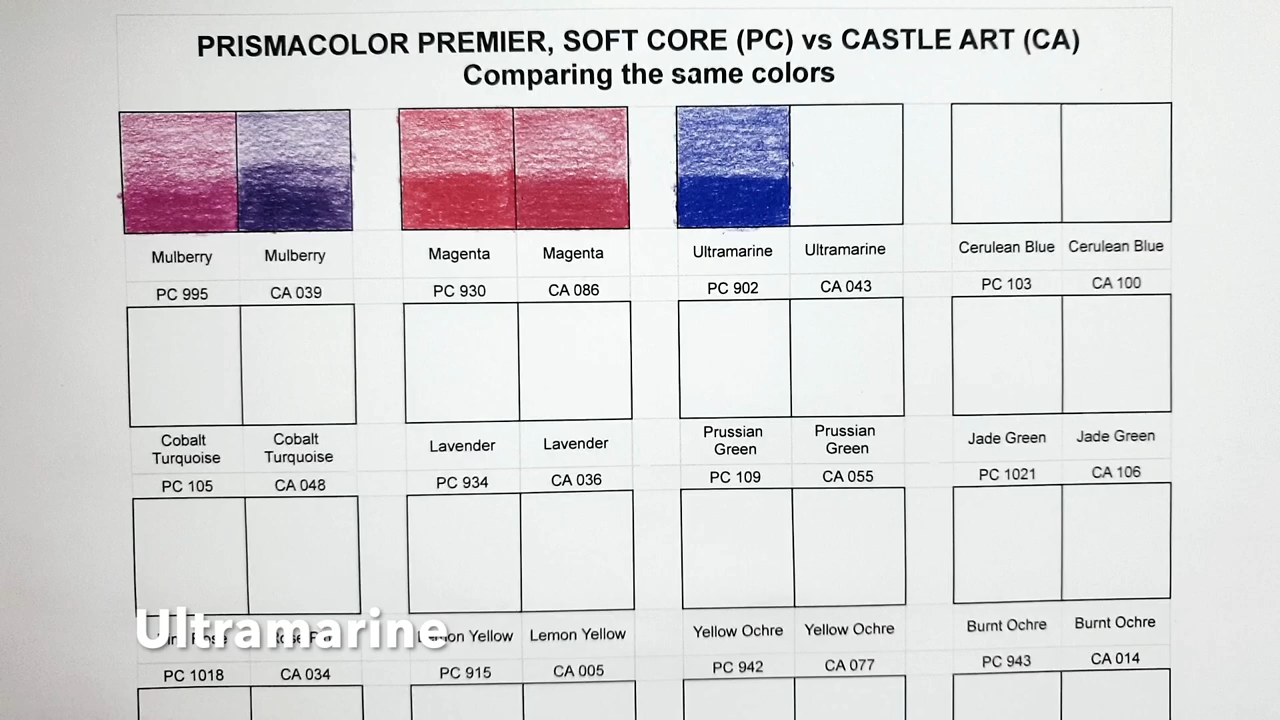 PRISMACOLOR PREMIER, SOFT CORE (PC) vs CASTLE ART (CA)
Comparing the same colors
Mulberry Mulberry Magenta Magenta Ultramarine Ultramarine Cerulean Blue Cerulean Blue
PC 995 CA 039 PC 930 CA 086 PC 902 CA 043 PC 103 CA 100
Cobalt Turquoise Cobalt Turquoise Lavender Lavender Prussian Green Prussian Green Jade Green Jade Green
PC 105 CA 048 PC 934 CA 036 PC 109 CA 055 PC 1021 CA 106
Ultramarine
Lemon Yellow Lemon Yellow Yellow Ochre Yellow Ochre Burnt Ochre Burnt Ochre
PC 1018 CA 034 PC 915 CA 005 PC 942 CA 077 PC 943 CA 014